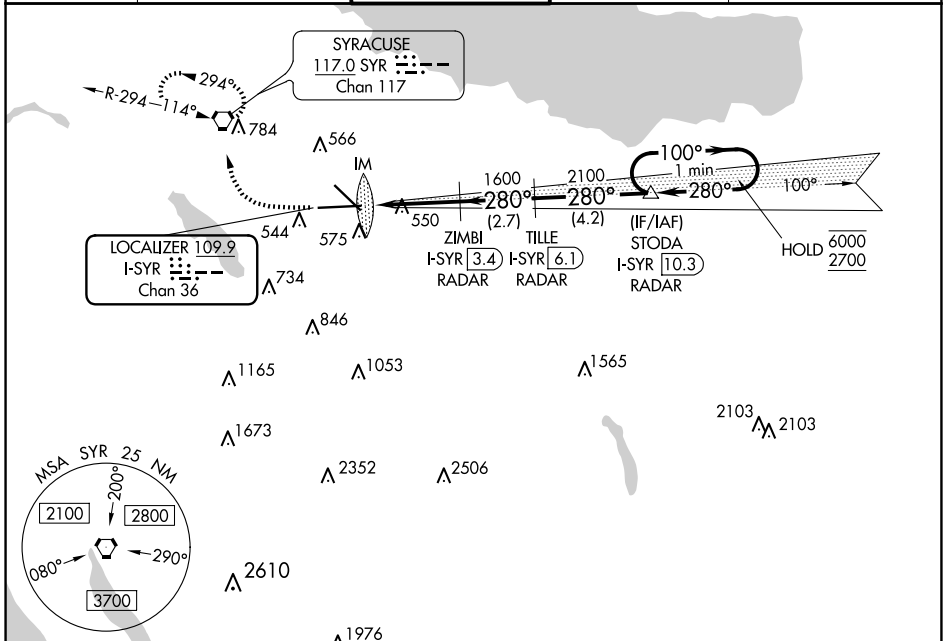 SYRACUSE
117.0 SYR
Chan 117
294°
R-294
114°
784
566
IM
1600
2100
100°
1 min
280°
280°
280°
100°
(2.7)
(4.2)
550
544
575
ZIMBI
I-SYR 3.4
RADAR
TILLE
I-SYR 6.1
RADAR
(IF/IAF)
STODA
I-SYR 10.3
RADAR
HOLD 6000
2700
LOCALIZER 109.9
I-SYR
Chan 36
734
846
1165
1053
1565
1673
2103
2103
2352
2506
MSA SYR 25 NM
200°
2100
2800
080°
290°
3700
2610
1976